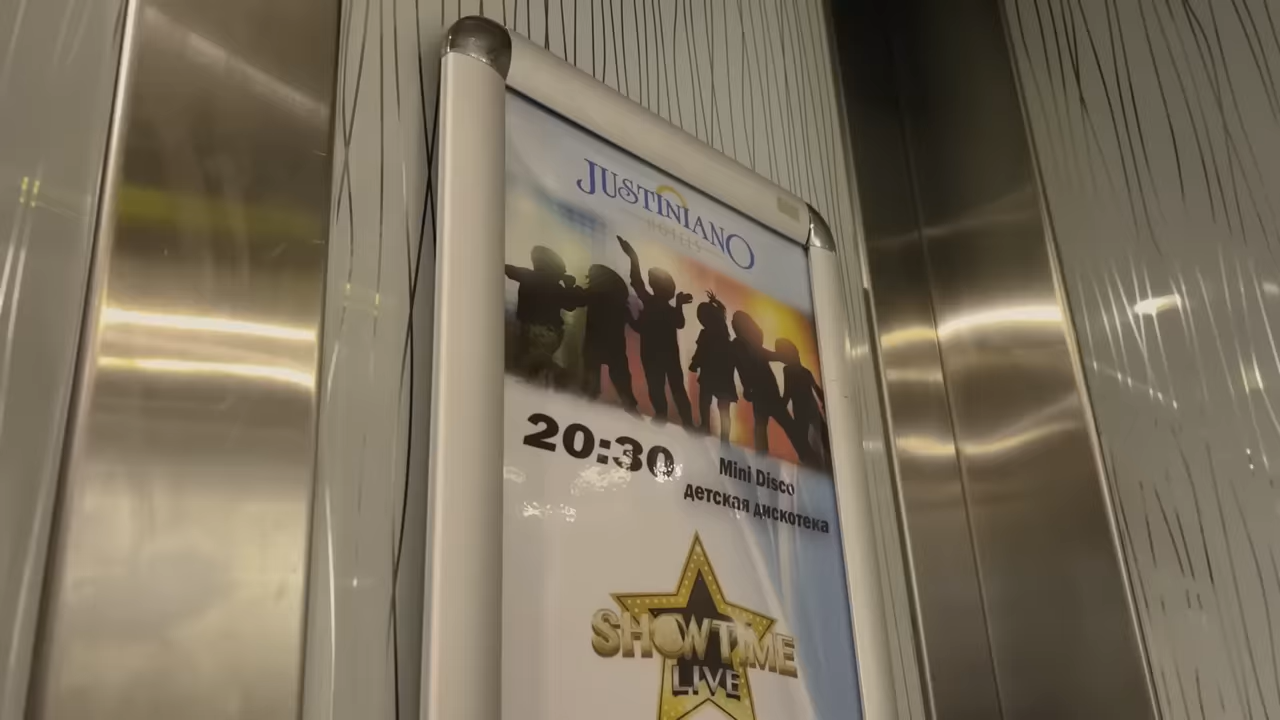 JUSTINIANO
HOTELS
20:30
Mini Disco
детская дискотека
SHOWTIME
LIVE